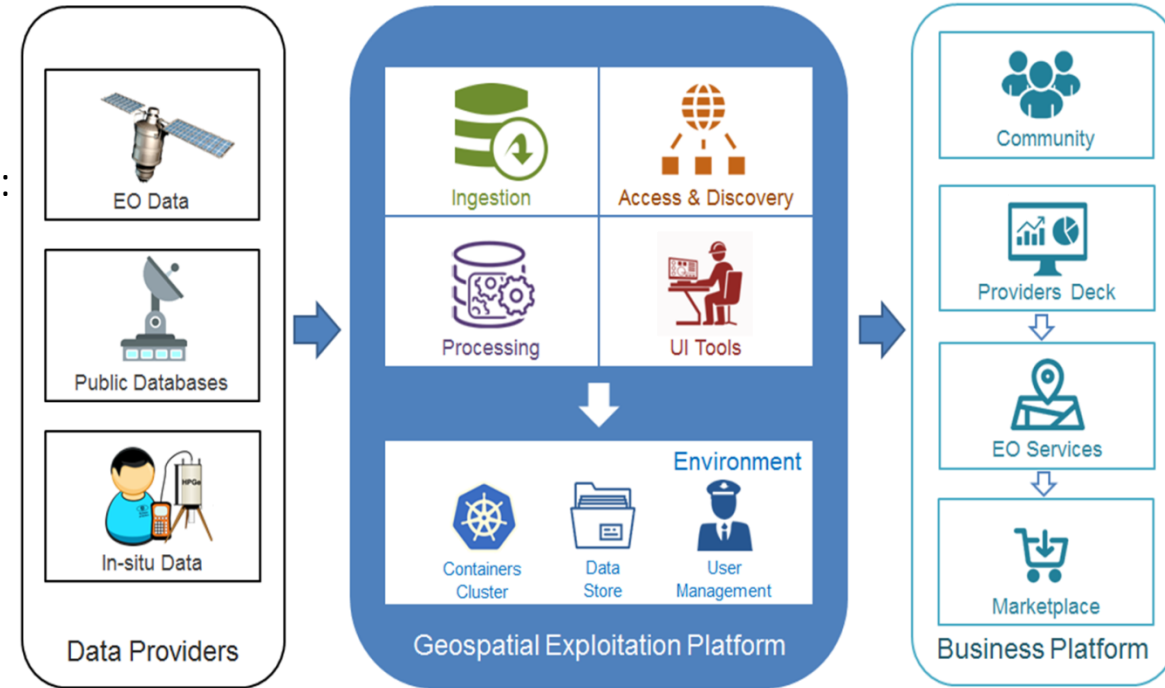 :
EO Data
Public Databases
HPGe
In-situ Data
Data Providers
Ingestion
Access & Discovery
Processing
UI Tools
Environment
Containers
Cluster
Data
Store
User
Management
Geospatial Exploitation Platform
Community
Providers Deck
EO Services
Marketplace
Business Platform